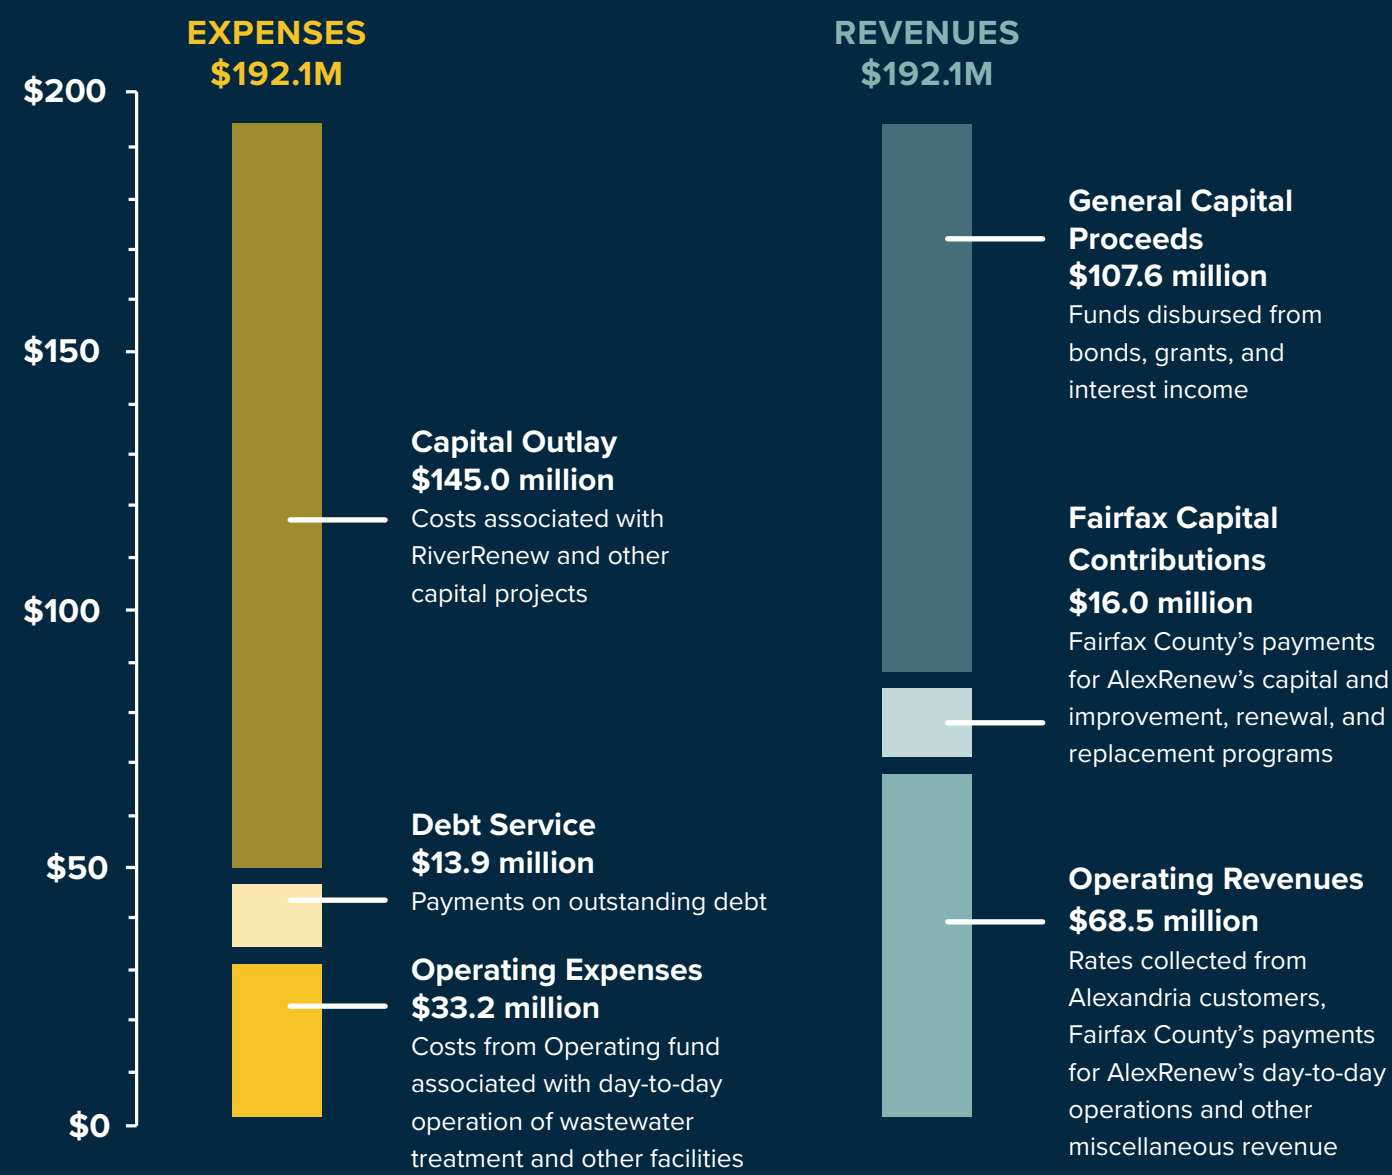 EXPENSES
$192.1M
REVENUES
$192.1M
$200
$150
$100
$50
$0
Capital Outlay
$145.0 million
Costs associated with
RiverRenew and other
capital projects
Debt Service
$13.9 million
Payments on outstanding debt
Operating Expenses
$33.2 million
Costs from Operating fund
associated with day-to-day
operation of wastewater
treatment and other facilities
General Capital
Proceeds
$107.6 million
Funds disbursed from
bonds, grants, and
interest income
Fairfax Capital
Contributions
$16.0 million
Fairfax County’s payments
for AlexRenew’s capital and
improvement, renewal, and
replacement programs
Operating Revenues
$68.5 million
Rates collected from
Alexandria customers,
Fairfax County’s payments
for AlexRenew’s day-to-day
operations and other
miscellaneous revenue